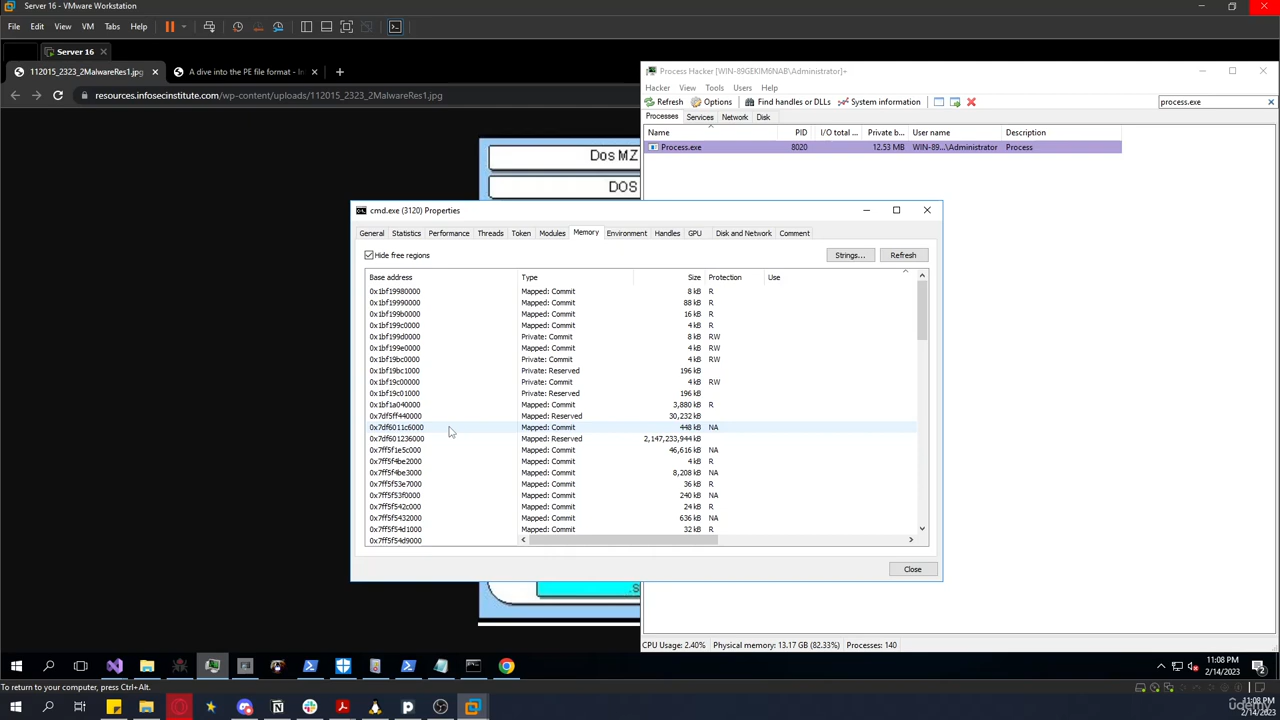 Server 16 - VMware Workstation
File Edit View VM Tabs Help
Server 16
112015_2323_2MalwareRes1.jpg
A dive into the PE file format - In
resources.infosecinstitute.com/wp-content/uploads/112015_2323_2MalwareRes1.jpg
Dos MZ
DOS
.S
Process Hacker [WIN-89GEKIM6NAB\Administrator]+
Hacker View Tools Users Help
Refresh Options Find handles or DLLs System information process.exe
Processes Services Network Disk
Name PID I/O total ... Private b... User name Description
Process.exe 8020 12.53 MB WIN-89...\Administrator Process
cmd.exe (3120) Properties
General Statistics Performance Threads Token Modules Memory Environment Handles GPU Disk and Network Comment
Hide free regions Strings... Refresh
Base address Type Size Protection Use
0x1bf19980000 Mapped: Commit 8 kB R
0x1bf19990000 Mapped: Commit 88 kB R
0x1bf199b0000 Mapped: Commit 16 kB R
0x1bf199c0000 Mapped: Commit 4 kB R
0x1bf199d0000 Private: Commit 8 kB RW
0x1bf199e0000 Mapped: Commit 4 kB RW
0x1bf19bc0000 Private: Commit 4 kB RW
0x1bf19bc1000 Private: Reserved 196 kB
0x1bf19c00000 Private: Commit 4 kB RW
0x1bf19c01000 Private: Reserved 196 kB
0x1bf1a040000 Mapped: Commit 3,880 kB R
0x7df5ff440000 Mapped: Reserved 30,232 kB
0x7df6011c6000 Mapped: Commit 448 kB NA
0x7df601236000 Mapped: Reserved 2,147,233,944 kB
0x7ff5f1e5c000 Mapped: Commit 46,616 kB NA
0x7ff5f4be2000 Mapped: Commit 4 kB R
0x7ff5f4be3000 Mapped: Commit 8,208 kB NA
0x7ff5f53e7000 Mapped: Commit 36 kB R
0x7ff5f53f0000 Mapped: Commit 240 kB NA
0x7ff5f542c000 Mapped: Commit 24 kB R
0x7ff5f5432000 Mapped: Commit 636 kB NA
0x7ff5f54d1000 Mapped: Commit 32 kB R
0x7ff5f54d9000
Close
CPU Usage: 2.40% Physical memory: 13.17 GB (82.33%) Processes: 140
11:08 PM
2/14/2023
2
To return to your computer, press Ctrl+Alt.
11:08 PM
2/14/2023
udemy